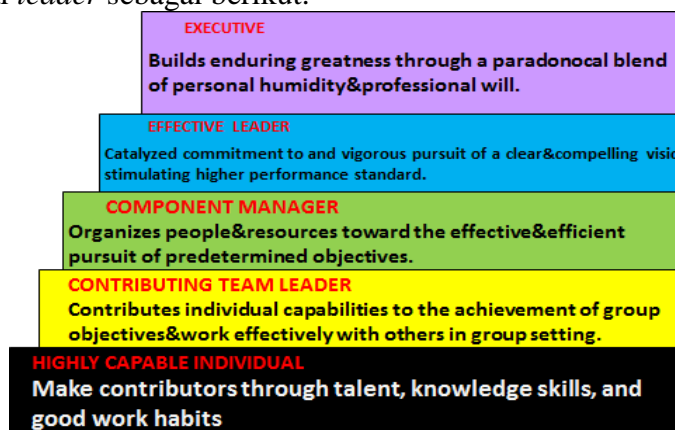 leader sebagai berikut:
EXECUTIVE
Builds enduring greatness through a paradonocal blend
of personal humidity&professional will.
EFFECTIVE LEADER
Catalyzed commitment to and vigorous pursuit of a clear&compelling
stimulating higher performance standard.
COMPONENT MANAGER
Organizes people&resources toward the effective&efficient
pursuit of predetermined objectives.
CONTRIBUTING TEAM LEADER
Contributes individual capabilities to the achievement of group
objectives&work effectively with others in group setting.
HIGHLY CAPABLE INDIVIDUAL
Make contributors through talent, knowledge skills, and
good work habits